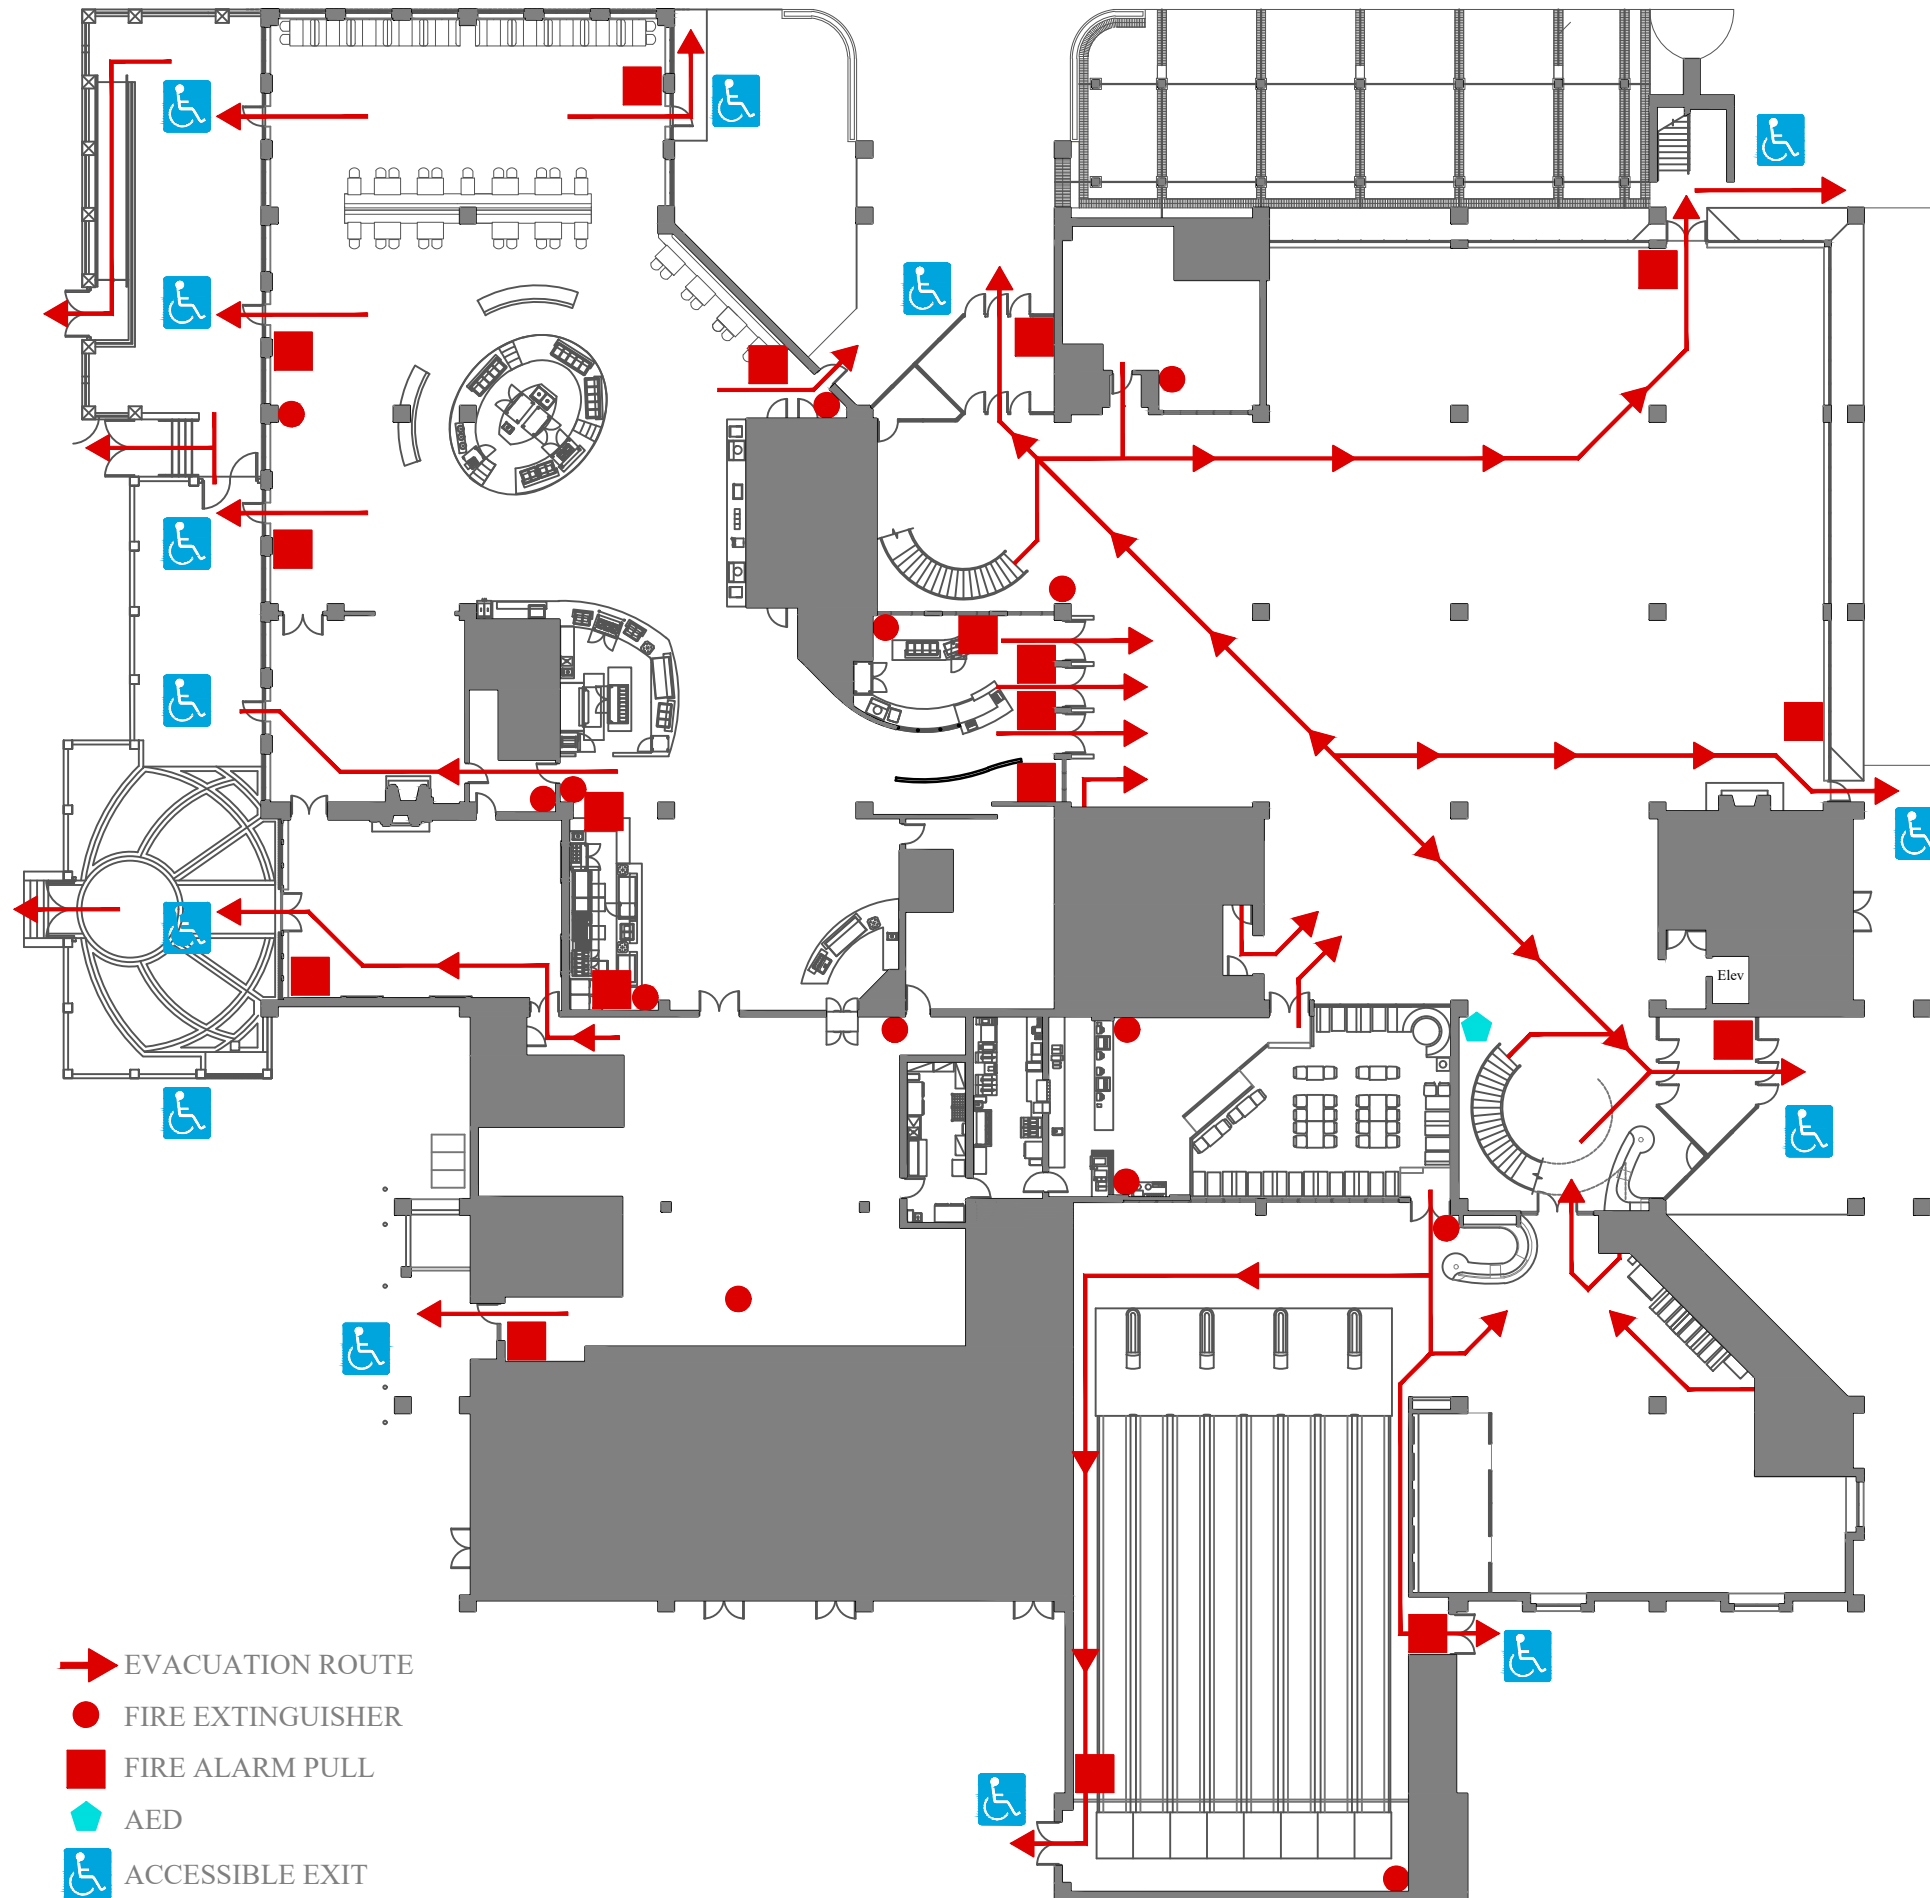 Elev
EVACUATION ROUTE
FIRE EXTINGUISHER
FIRE ALARM PULL
AED
ACCESSIBLE EXIT